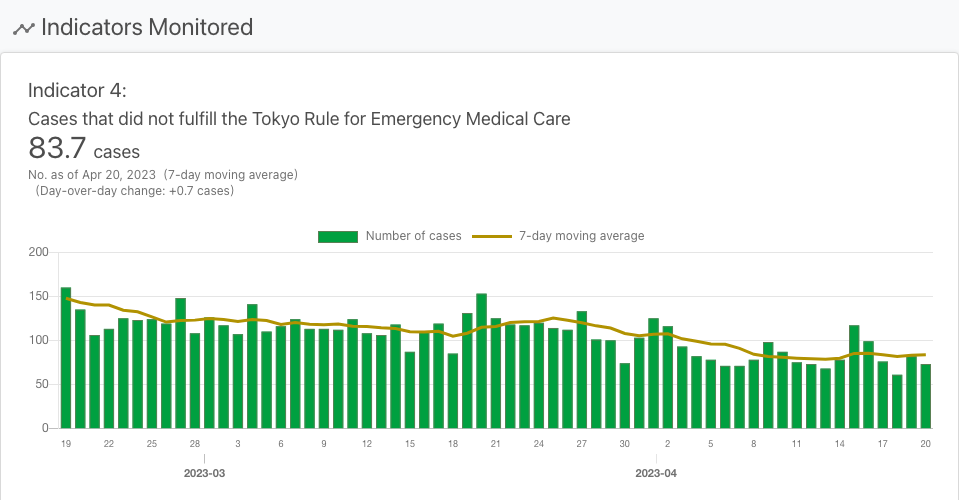 Indicators Monitored
Indicator 4:
Cases that did not fulfill the Tokyo Rule for Emergency Medical Care
83.7 cases
No. as of Apr 20, 2023 (7-day moving average)
(Day-over-day change: +0.7 cases)
Number of cases 7-day moving average
200
150
100
50
0
19 22 25 28 3 6 9 12 15 18 21 24 27 30 2 5 8 11 14 17 20
2023-03 2023-04